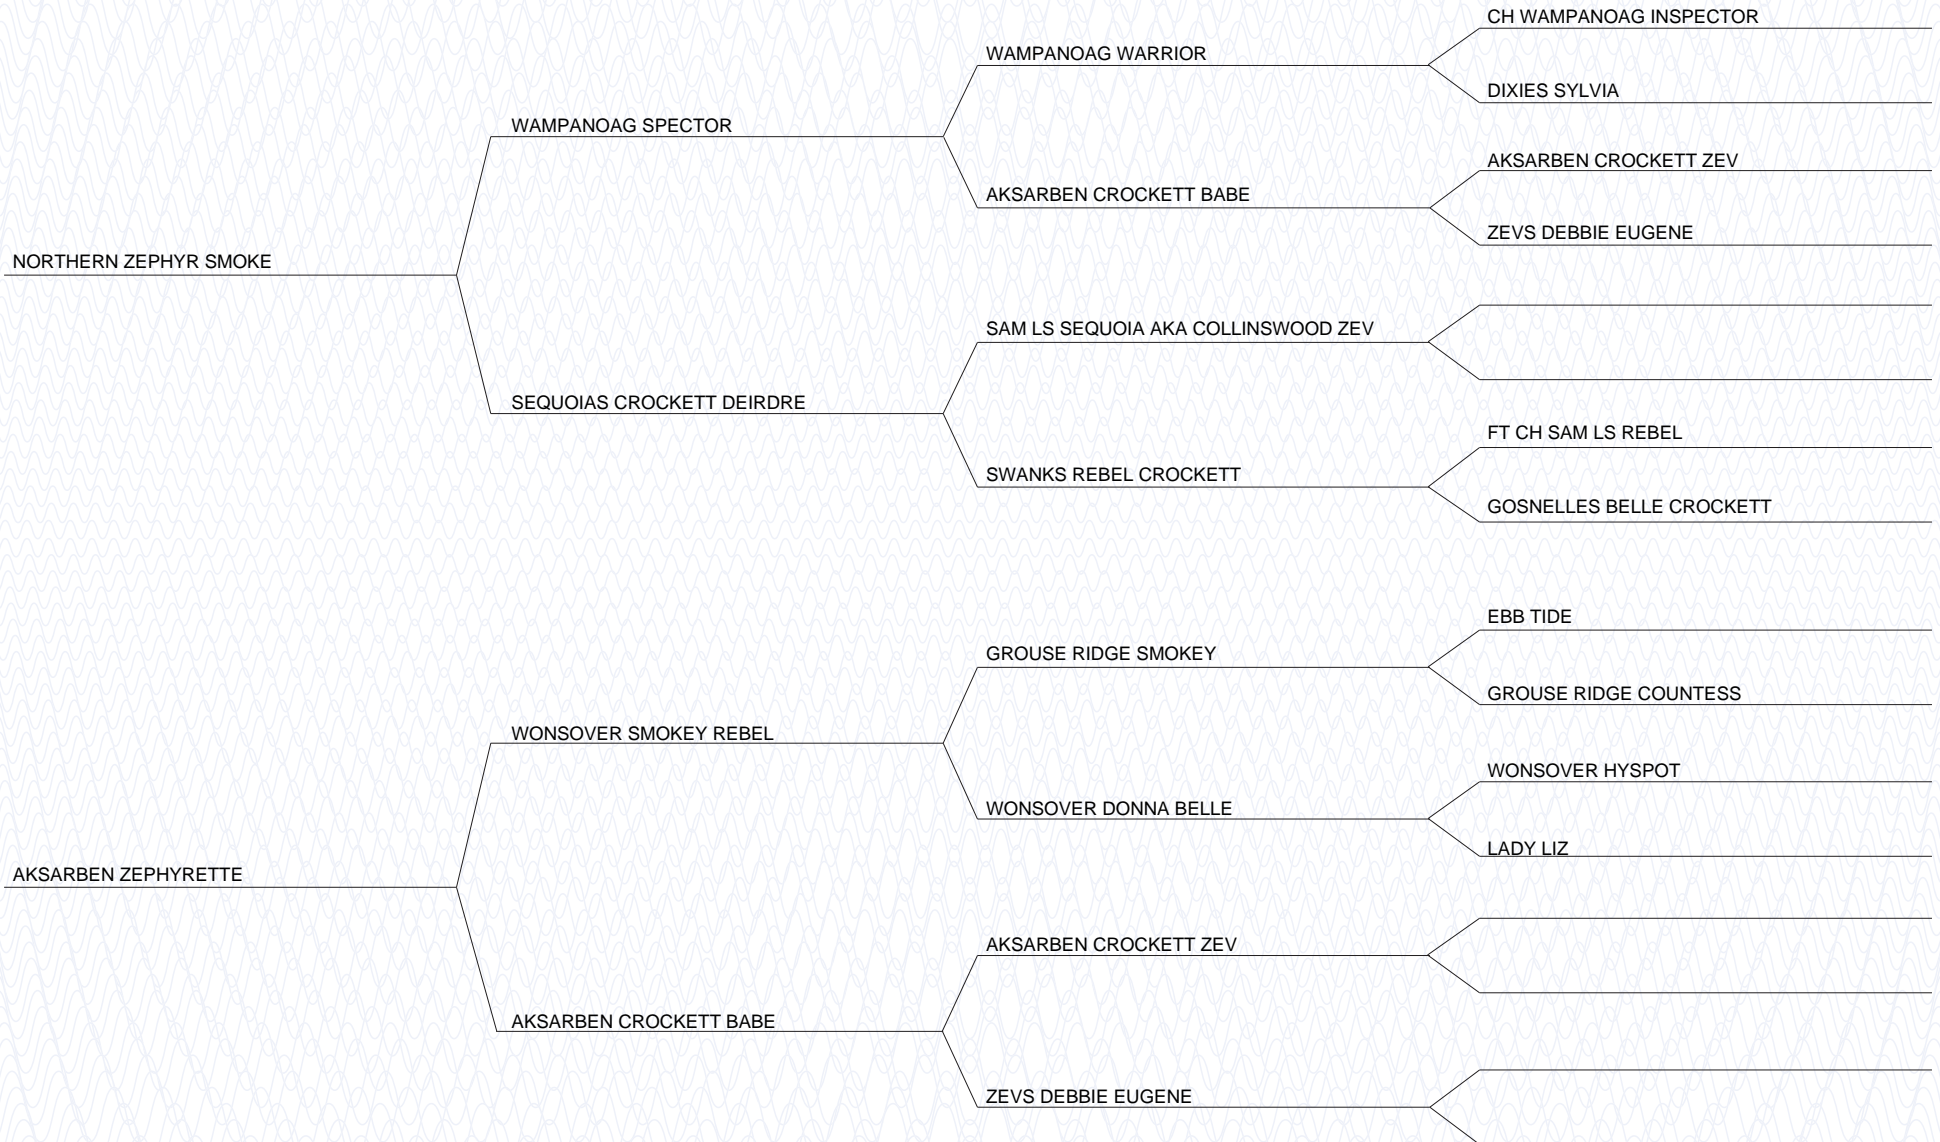 CH WAMPANOAG INSPECTOR
WAMPANOAG WARRIOR
DIXIES SYLVIA
WAMPANOAG SPECTOR
AKSARBEN CROCKETT ZEV
AKSARBEN CROCKETT BABE
ZEVS DEBBIE EUGENE
NORTHERN ZEPHYR SMOKE
SAM LS SEQUOIA AKA COLLINSWOOD ZEV
SEQUOIAS CROCKETT DEIRDRE
FT CH SAM LS REBEL
SWANKS REBEL CROCKETT
GOSNELLES BELLE CROCKETT
EBB TIDE
GROUSE RIDGE SMOKEY
GROUSE RIDGE COUNTESS
WONSOVER SMOKEY REBEL
WONSOVER HYSPOT
WONSOVER DONNA BELLE
LADY LIZ
AKSARBEN ZEPHYRETTE
AKSARBEN CROCKETT ZEV
AKSARBEN CROCKETT BABE
ZEVS DEBBIE EUGENE